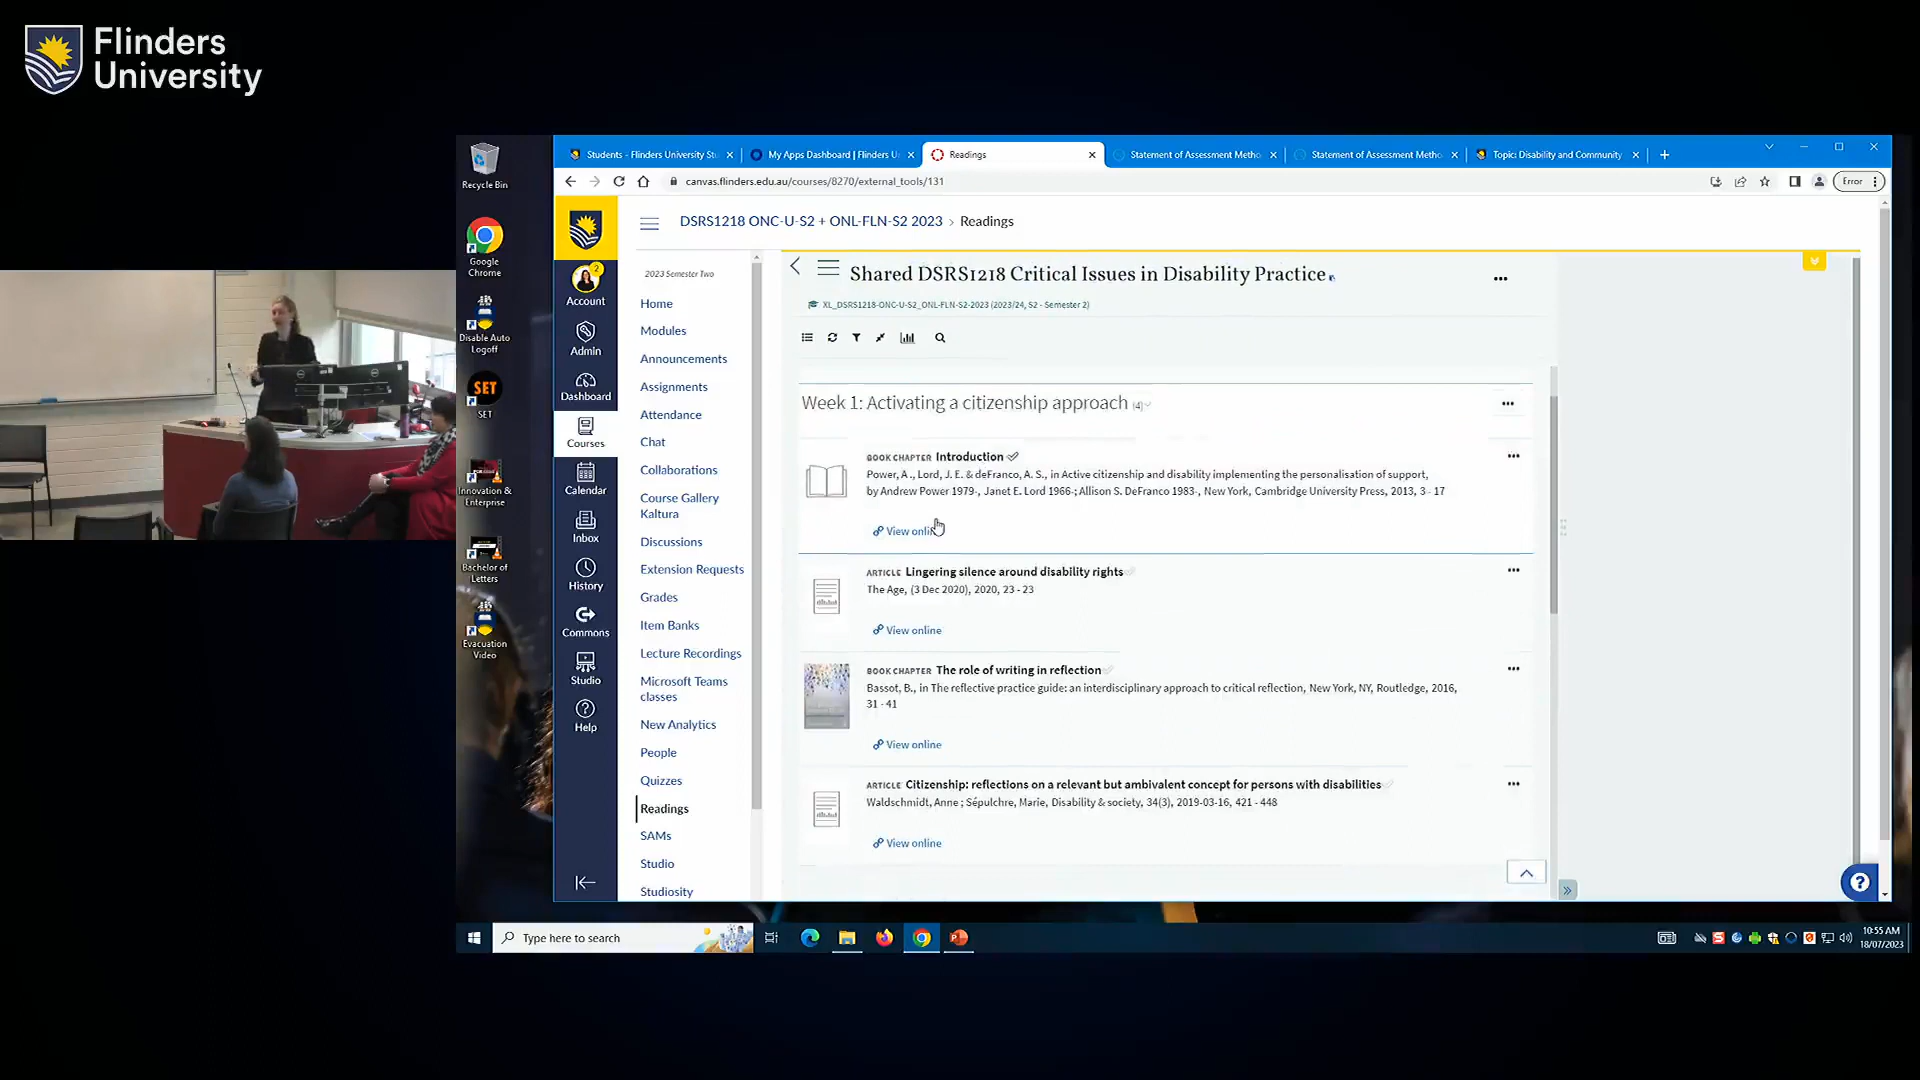 Flinders
University
Students - Flinders University Stu
My Apps Dashboard | Flinders U
Readings
Statement of Assessment Metho
Statement of Assessment Metho
Topic: Disability and Community
canvas.flinders.edu.au/courses/8270/external_tools/131
Error
Recycle Bin
Google
Chrome
Disable Auto
Logoff
SET
SET
Innovation &
Enterprise
Bachelor of
Letters
Evacuation
Video
2
Account
Admin
Dashboard
Courses
Calendar
Inbox
History
Commons
Studio
Help
DSRS1218 ONC-U-S2 + ONL-FLN-S2 2023 › Readings
2023 Semester Two
Home
Modules
Announcements
Assignments
Attendance
Chat
Collaborations
Course Gallery
Kaltura
Discussions
Extension Requests
Grades
Item Banks
Lecture Recordings
Microsoft Teams
classes
New Analytics
People
Quizzes
Readings
SAMs
Studio
Studiosity
Shared DSRS1218 Critical Issues in Disability Practice
XL_DSRS1218-ONC-U-S2_ONL-FLN-S2-2023 (2023/24, S2 - Semester 2)
Week 1: Activating a citizenship approach (4)
BOOK CHAPTER Introduction
Power, A., Lord, J. E. & deFranco, A. S., in Active citizenship and disability implementing the personalisation of support,
by Andrew Power 1979-, Janet E. Lord 1966-; Allison S. DeFranco 1983-, New York, Cambridge University Press, 2013, 3 - 17
View onli
ARTICLE Lingering silence around disability rights
The Age, (3 Dec 2020), 2020, 23 - 23
View online
BOOK CHAPTER The role of writing in reflection
Bassot, B., in The reflective practice guide: an interdisciplinary approach to critical reflection, New York, NY, Routledge, 2016,
31 - 41
View online
ARTICLE Citizenship: reflections on a relevant but ambivalent concept for persons with disabilities
Waldschmidt, Anne ; Sépulchre, Marie, Disability & society, 34(3), 2019-03-16, 421 - 448
View online
Type here to search
10:55 AM
18/07/2023